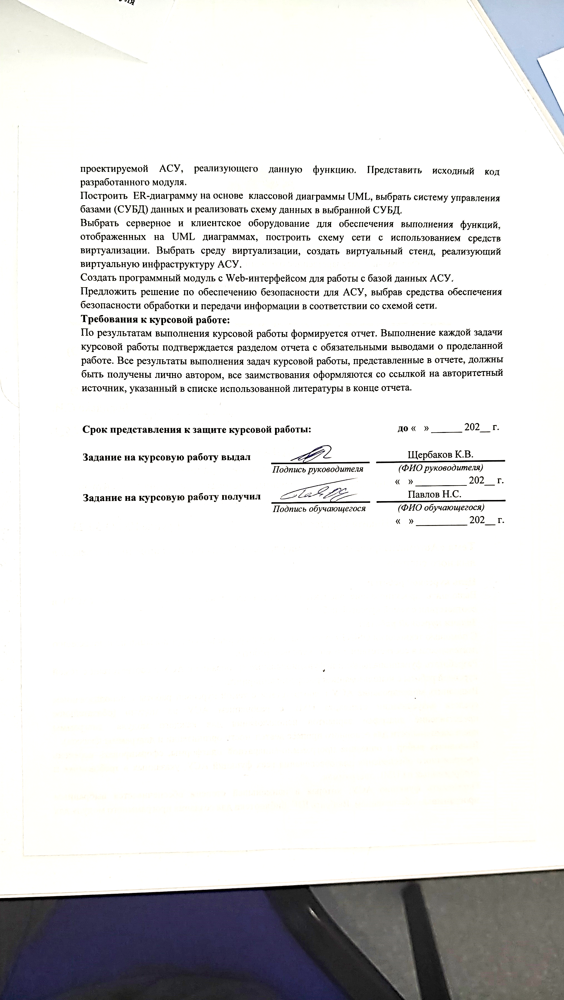 проектируемой АСУ, реализующего данную функцию. Представить исходный код
разработанного модуля.
Построить ER-диаграмму на основе классовой диаграммы UML, выбрать систему управления
базами (СУБД) данных и реализовать схему данных в выбранной СУБД.
Выбрать серверное и клиентское оборудование для обеспечения выполнения функций,
отображенных на UML диаграммах, построить схему сети с использованием средств
виртуализации. Выбрать среду виртуализации, создать виртуальный стенд, реализующий
виртуальную инфраструктуру АСУ.
Создать программный модуль с Web-интерфейсом для работы с базой данных АСУ.
Предложить решение по обеспечению безопасности для АСУ, выбрав средства обеспечения
безопасности обработки и передачи информации в соответствии со схемой сети.
Требования к курсовой работе:
По результатам выполнения курсовой работы формируется отчет. Выполнение каждой задачи
курсовой работы подтверждается разделом отчета с обязательными выводами о проделанной
работе. Все результаты выполнения задач курсовой работы, представленные в отчете, должны
быть получены лично автором, все заимствования оформляются со ссылкой на авторитетный
источник, указанный в списке использованной литературы в конце отчета.
Срок представления к защите курсовой работы: до « » ______ 202__ г.
Задание на курсовую работу выдал Щербаков К.В.
Подпись руководителя (ФИО руководителя)
« » __________ 202__ г.
Задание на курсовую работу получил Павлов Н.С.
Подпись обучающегося (ФИО обучающегося)
« » __________ 202__ г.